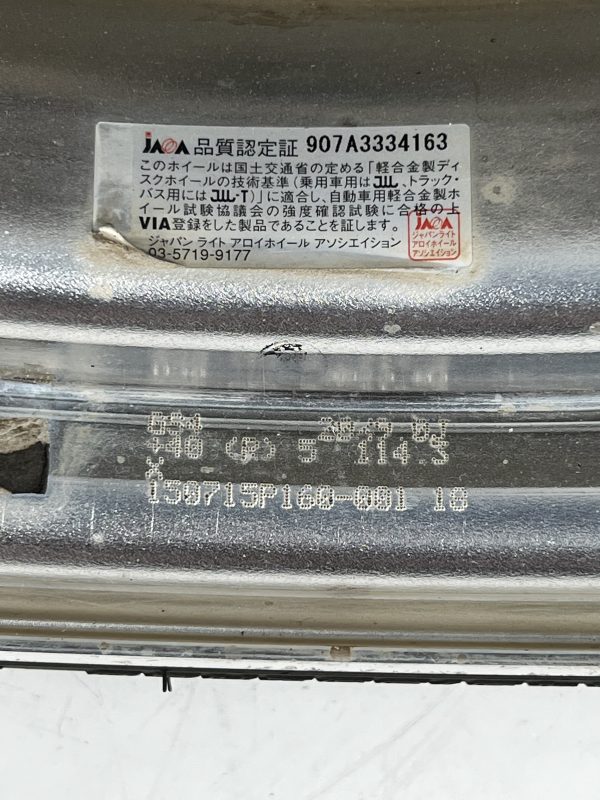 JAWA 品質認定証 907A3334163
このホイールは国土交通省の定める「軽合金製ディ
スクホイールの技術基準(乗用車用はJWL、トラック・
バス用にはJWL-T)」に適合し、自動車用軽合金製ホ
イール試験協議会の強度確認試験に合格の上
VIA登録をした製品であることを証します。
ジャパン ライト アロイホイール アソシエイション
03-5719-9177
JAWA
ジャパンライト
アロイホイール
アソシエイション
+40 <P> 5 114.3
X
150715P160-001 18